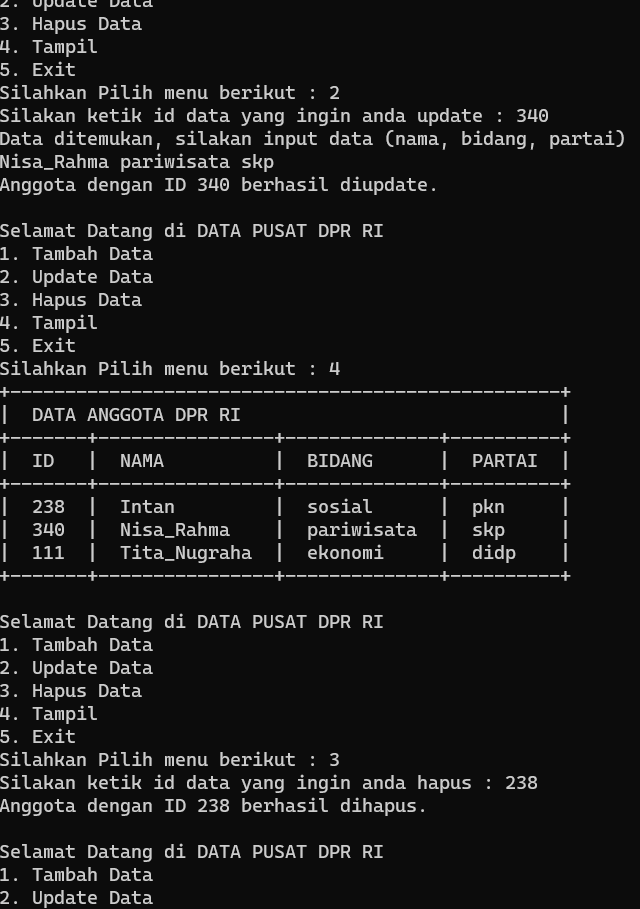 2. Update Data
3. Hapus Data
4. Tampil
5. Exit
Silahkan Pilih menu berikut : 2
Silakan ketik id data yang ingin anda update : 340
Data ditemukan, silakan input data (nama, bidang, partai)
Nisa_Rahma pariwisata skp
Anggota dengan ID 340 berhasil diupdate.
Selamat Datang di DATA PUSAT DPR RI
1. Tambah Data
2. Update Data
3. Hapus Data
4. Tampil
5. Exit
Silahkan Pilih menu berikut : 4
+--------------------------------------------------+
|  DATA ANGGOTA DPR RI                             |
+-------+----------------+--------------+----------+
|  ID   |  NAMA          |  BIDANG      |  PARTAI  |
+-------+----------------+--------------+----------+
|  238  |  Intan         |  sosial      |  pkn     |
|  340  |  Nisa_Rahma    |  pariwisata  |  skp     |
|  111  |  Tita_Nugraha  |  ekonomi     |  didp    |
+-------+----------------+--------------+----------+
Selamat Datang di DATA PUSAT DPR RI
1. Tambah Data
2. Update Data
3. Hapus Data
4. Tampil
5. Exit
Silahkan Pilih menu berikut : 3
Silakan ketik id data yang ingin anda hapus : 238
Anggota dengan ID 238 berhasil dihapus.
Selamat Datang di DATA PUSAT DPR RI
1. Tambah Data
2. Update Data